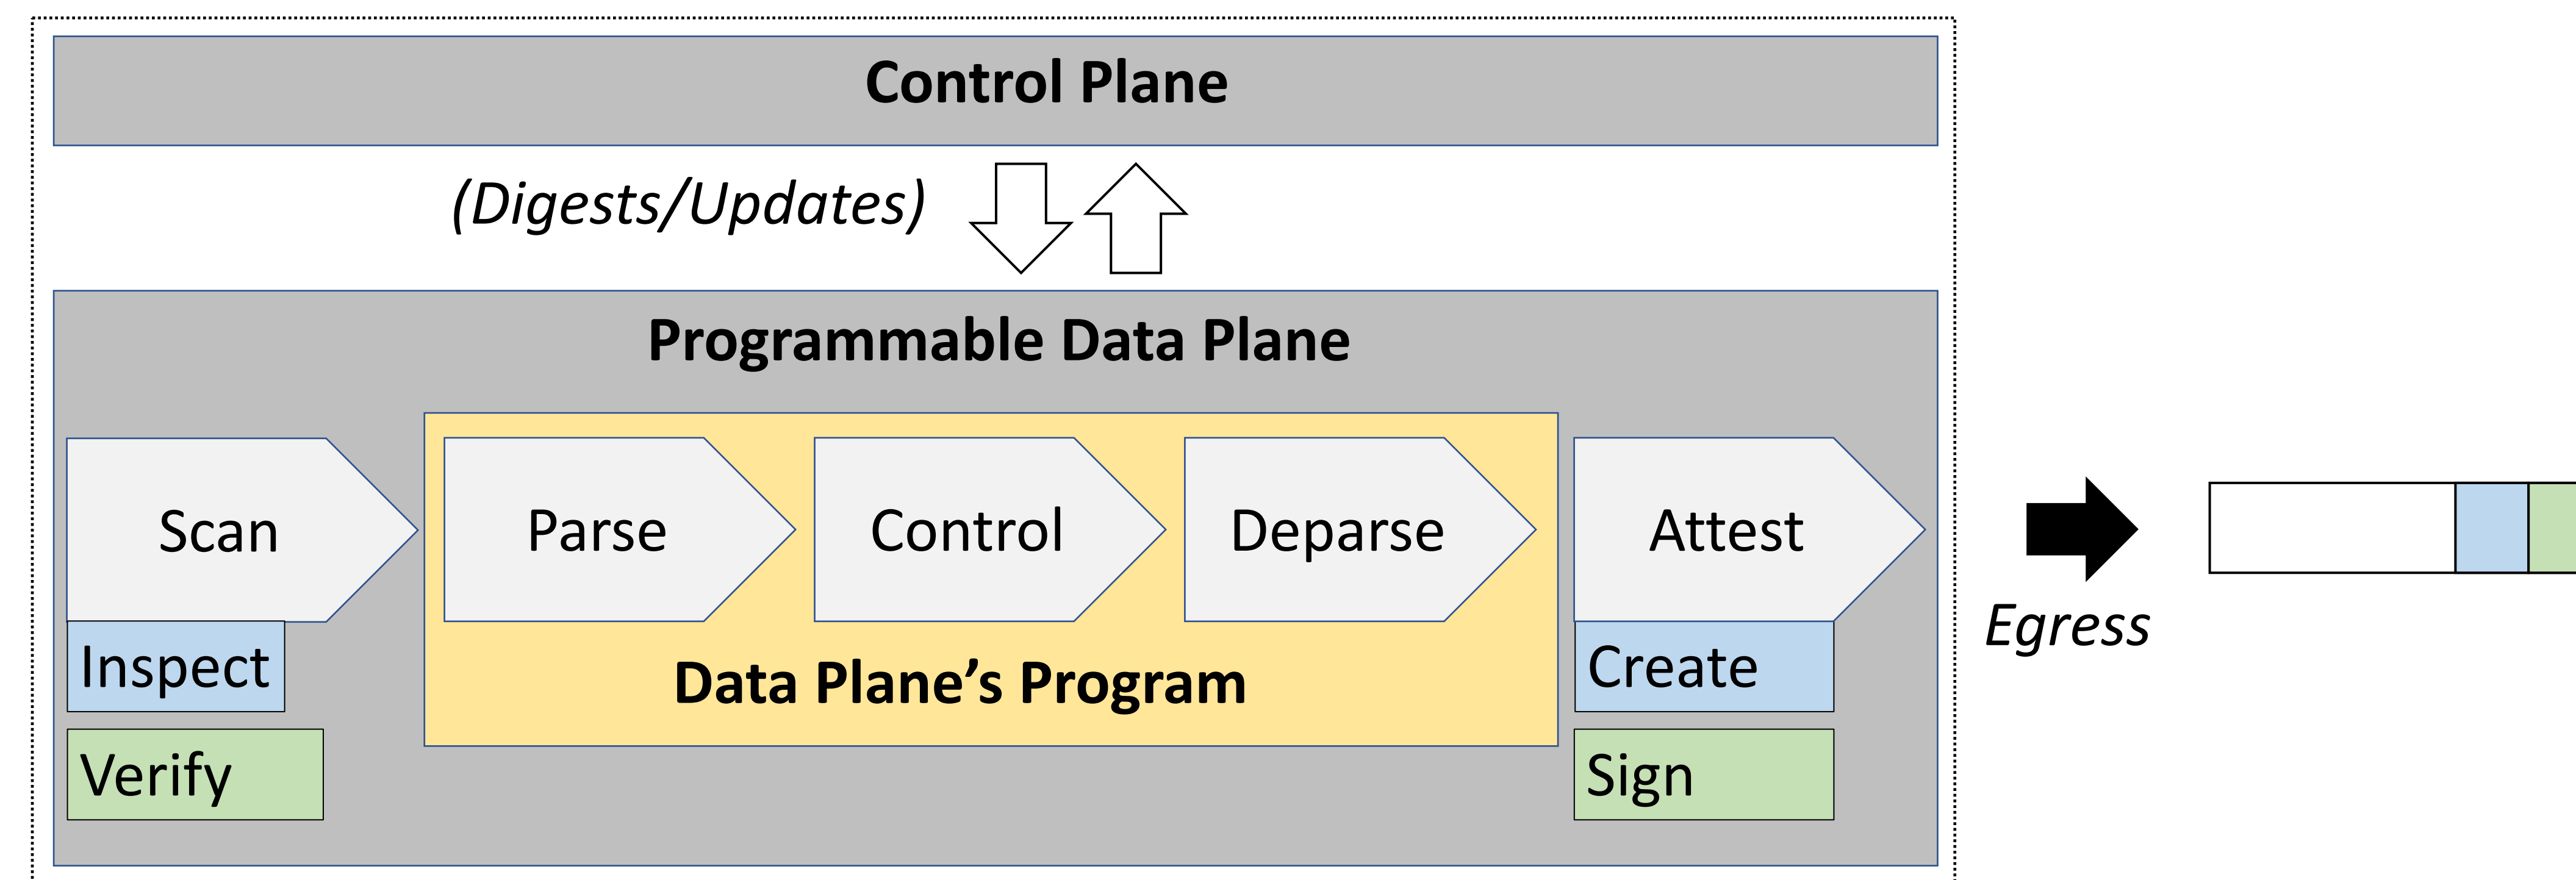 Control Plane
(Digests/Updates)
Programmable Data Plane
Scan
Parse
Control
Deparse
Attest
Inspect
Verify
Data Plane’s Program
Create
Sign
Egress